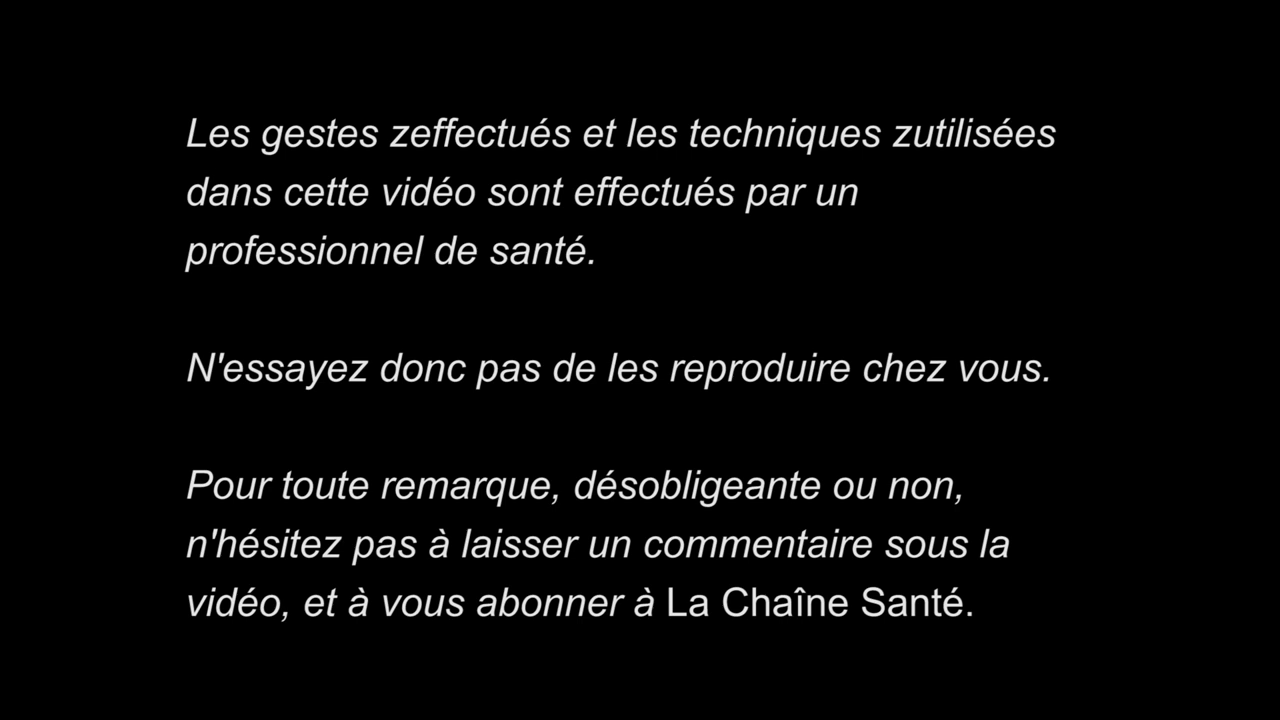 Les gestes zeffectués et les techniques zutilisées
dans cette vidéo sont effectués par un
professionnel de santé.
N'essayez donc pas de les reproduire chez vous.
Pour toute remarque, désobligeante ou non,
n'hésitez pas à laisser un commentaire sous la
vidéo, et à vous abonner à La Chaîne Santé.